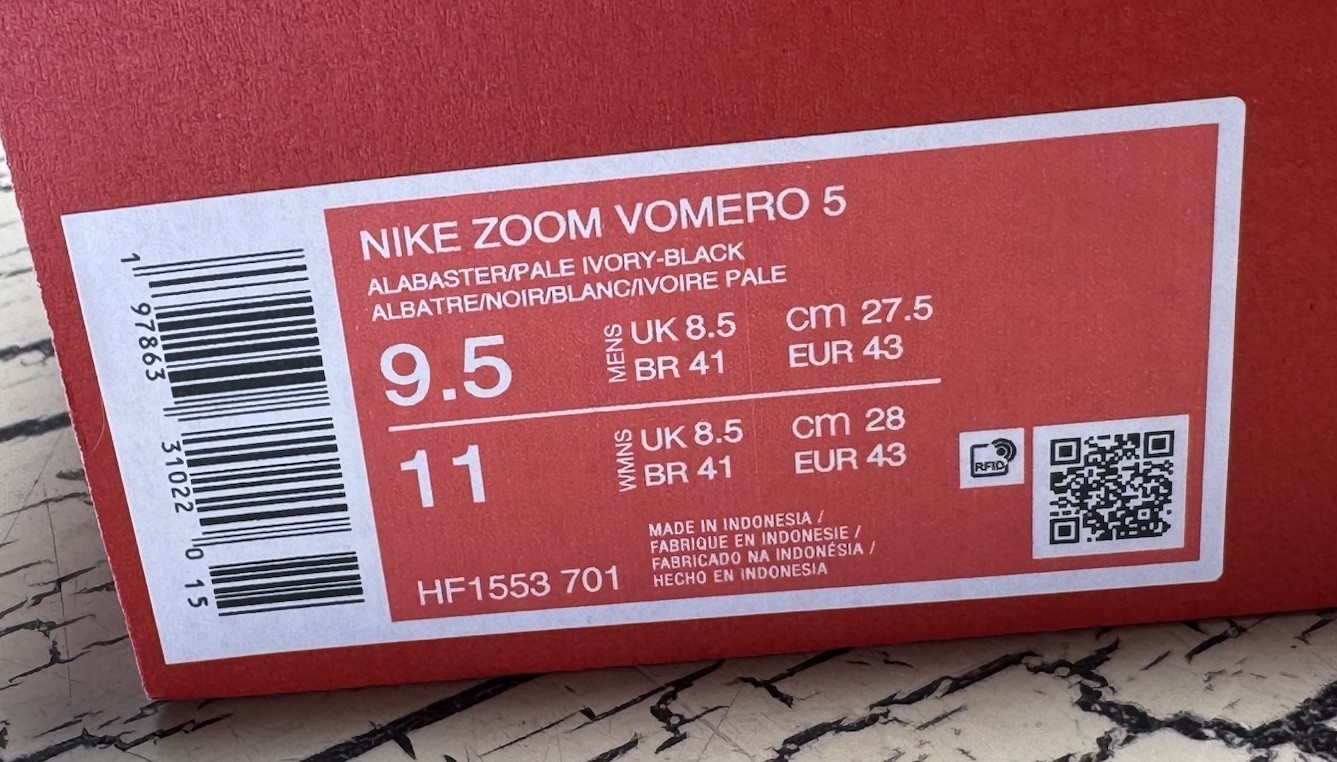 NIKE ZOOM VOMERO 5
ALABASTER/PALE IVORY-BLACK
ALBATRE/NOIR/BLANC/IVOIRE PALE
9.5
MENS
UK 8.5 cm 27.5
BR 41 EUR 43
11
WMNS
UK 8.5 cm 28
BR 41 EUR 43
MADE IN INDONESIA /
FABRIQUE EN INDONESIE /
FABRICADO NA INDONÉSIA /
HECHO EN INDONESIA
HF1553 701
RFID
1 97863 31022 0 15